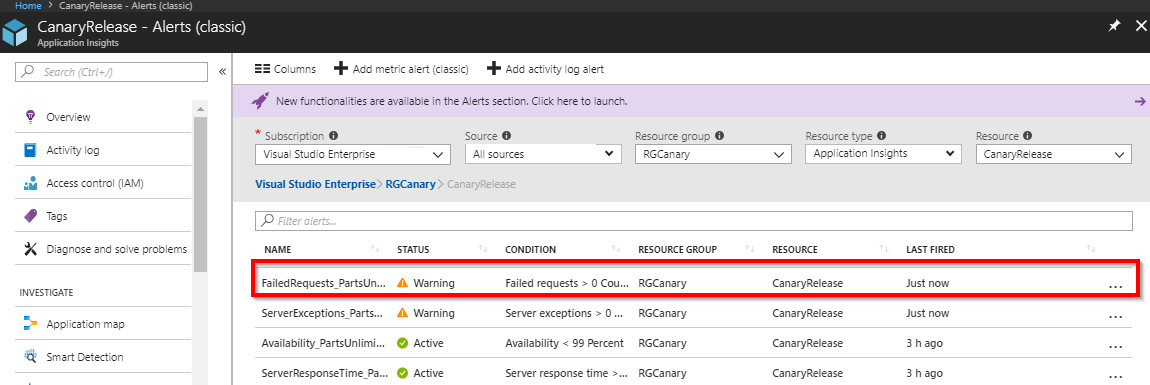 Home > CanaryRelease - Alerts (classic)
CanaryRelease - Alerts (classic)
Application Insights
Search (Ctrl+/)
«
Overview
Activity log
Access control (IAM)
Tags
Diagnose and solve problems
INVESTIGATE
Application map
Smart Detection
Columns + Add metric alert (classic) + Add activity log alert
New functionalities are available in the Alerts section. Click here to launch. →
* Subscription Source Resource group Resource type Resource
Visual Studio Enterprise All sources RGCanary Application Insights CanaryRelease
Visual Studio Enterprise > RGCanary > CanaryRelease
Filter alerts...
NAME STATUS CONDITION RESOURCE GROUP RESOURCE LAST FIRED
FailedRequests_PartsUn... Warning Failed requests > 0 Cou... RGCanary CanaryRelease Just now ...
ServerExceptions_Parts... Warning Server exceptions > 0 ... RGCanary CanaryRelease Just now ...
Availability_PartsUnlimi... Active Availability < 99 Percent RGCanary CanaryRelease 3 h ago ...
ServerResponseTime_Pa... Active Server response time >... RGCanary CanaryRelease 3 h ago ...